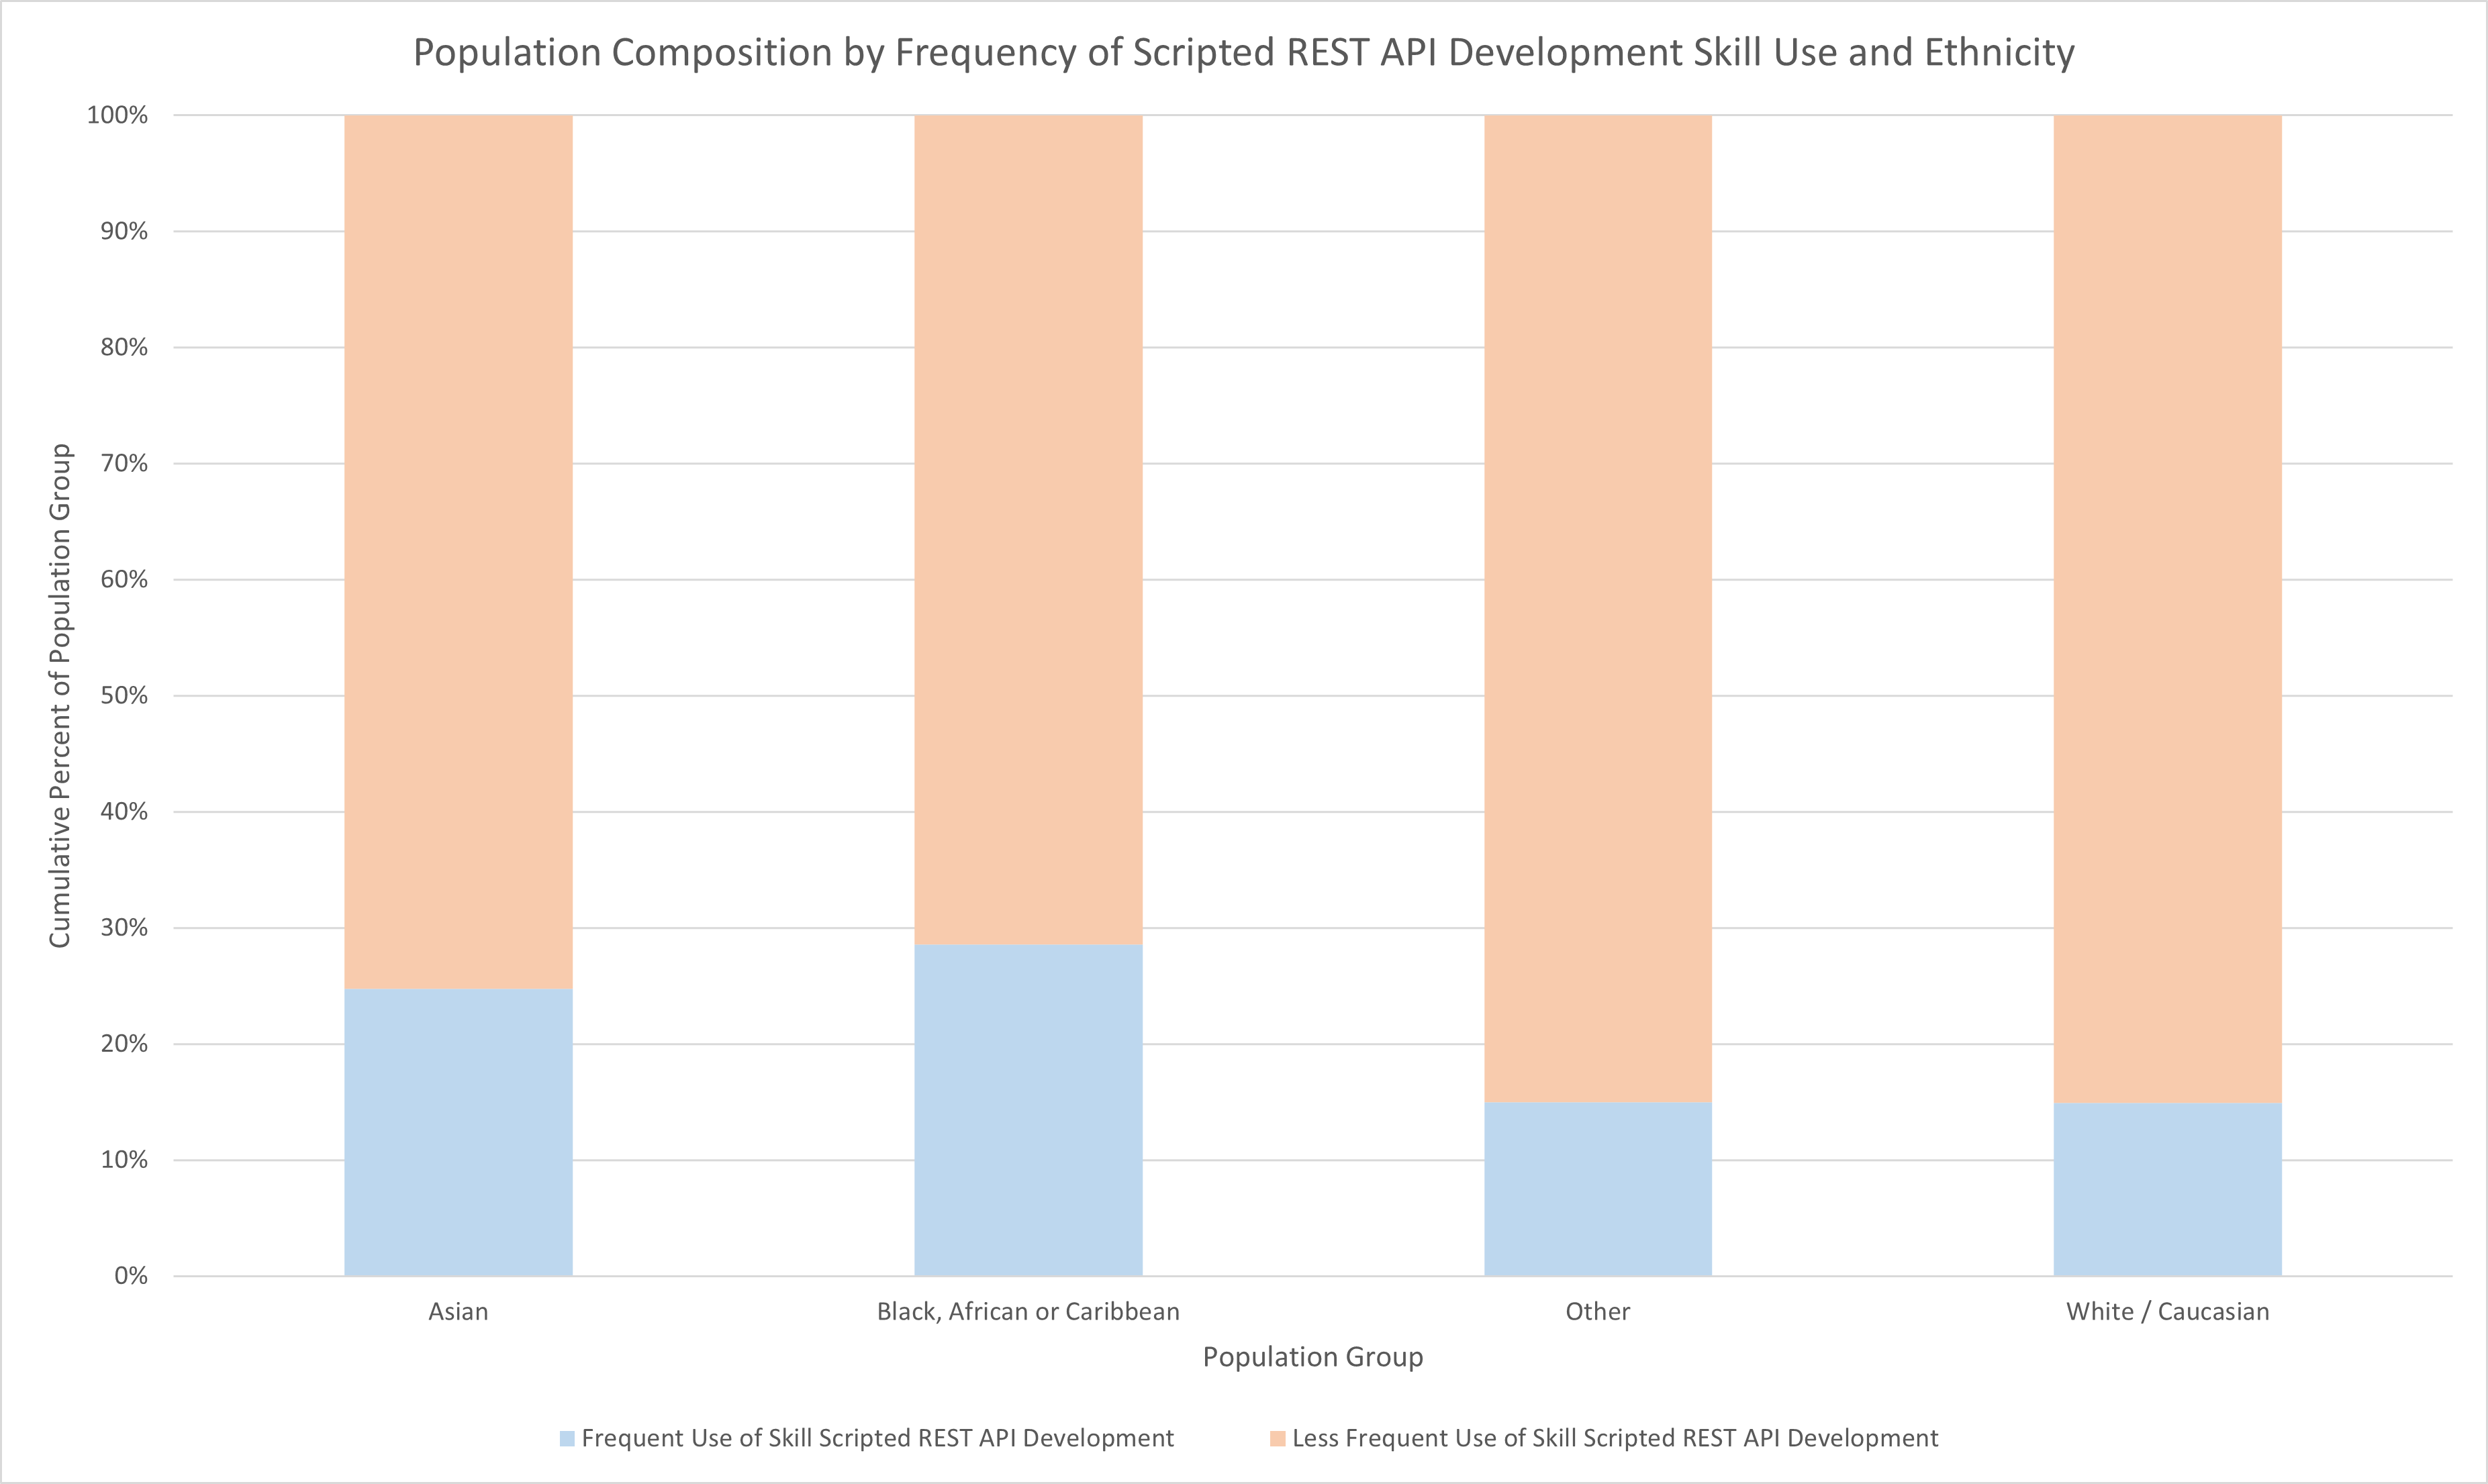 Population Composition by Frequency of Scripted REST API Development Skill Use and Ethnicity
Cumulative Percent of Population Group
100%
90%
80%
70%
60%
50%
40%
30%
20%
10%
0%
Asian
Black, African or Caribbean
Other
White / Caucasian
Population Group
Frequent Use of Skill Scripted REST API Development
Less Frequent Use of Skill Scripted REST API Development